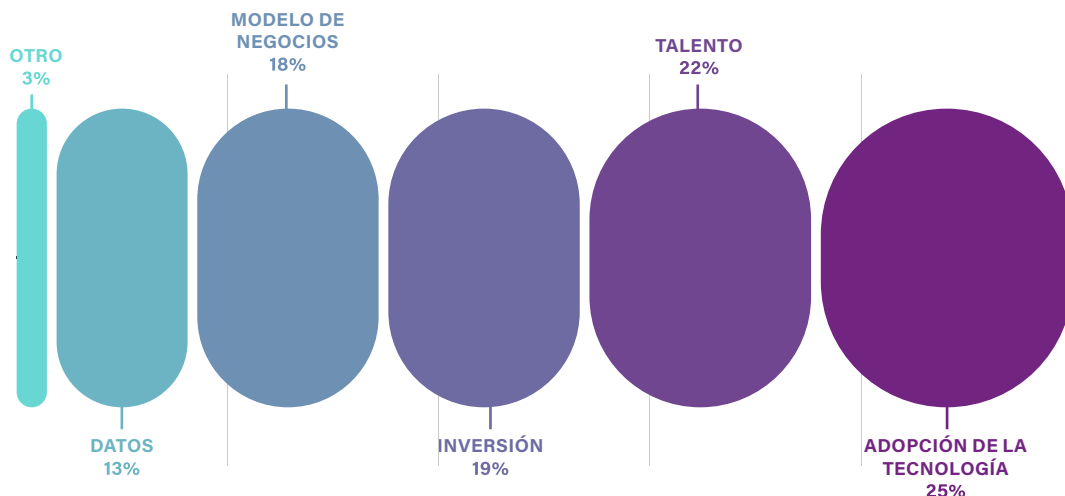 OTRO
3%
MODELO DE
NEGOCIOS
18%
TALENTO
22%
DATOS
13%
INVERSIÓN
19%
ADOPCIÓN DE LA
TECNOLOGÍA
25%